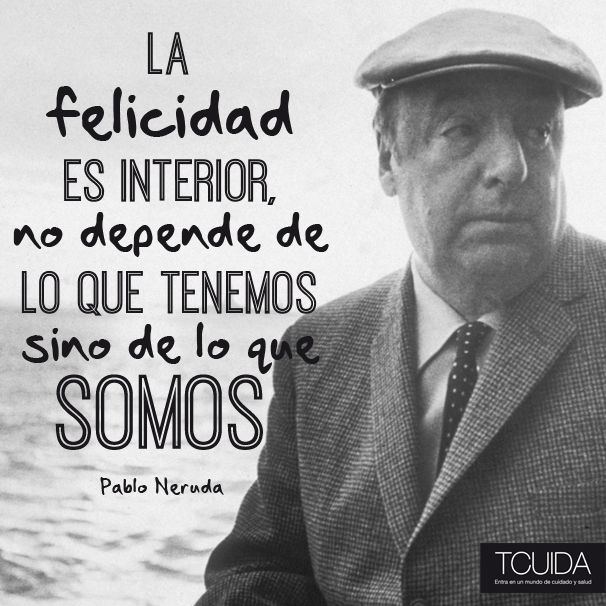 LA
felicidad
ES INTERIOR,
no depende de
LO QUE TENEMOS
sino de lo que
SOMOS
Pablo Neruda
TCUIDA
Entra en un mundo de cuidado y salud